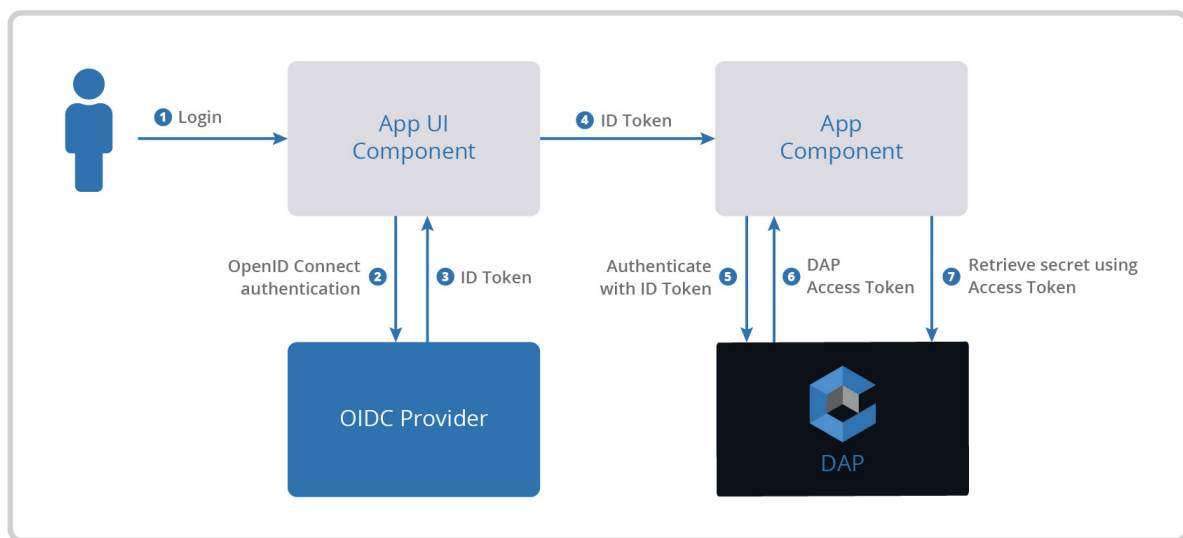 1 Login
App UI
Component
4 ID Token
App
Component
OpenID Connect
authentication
2
3 ID Token
Authenticate
with ID Token
5
6 DAP
Access Token
7 Retrieve secret using
Access Token
OIDC Provider
DAP